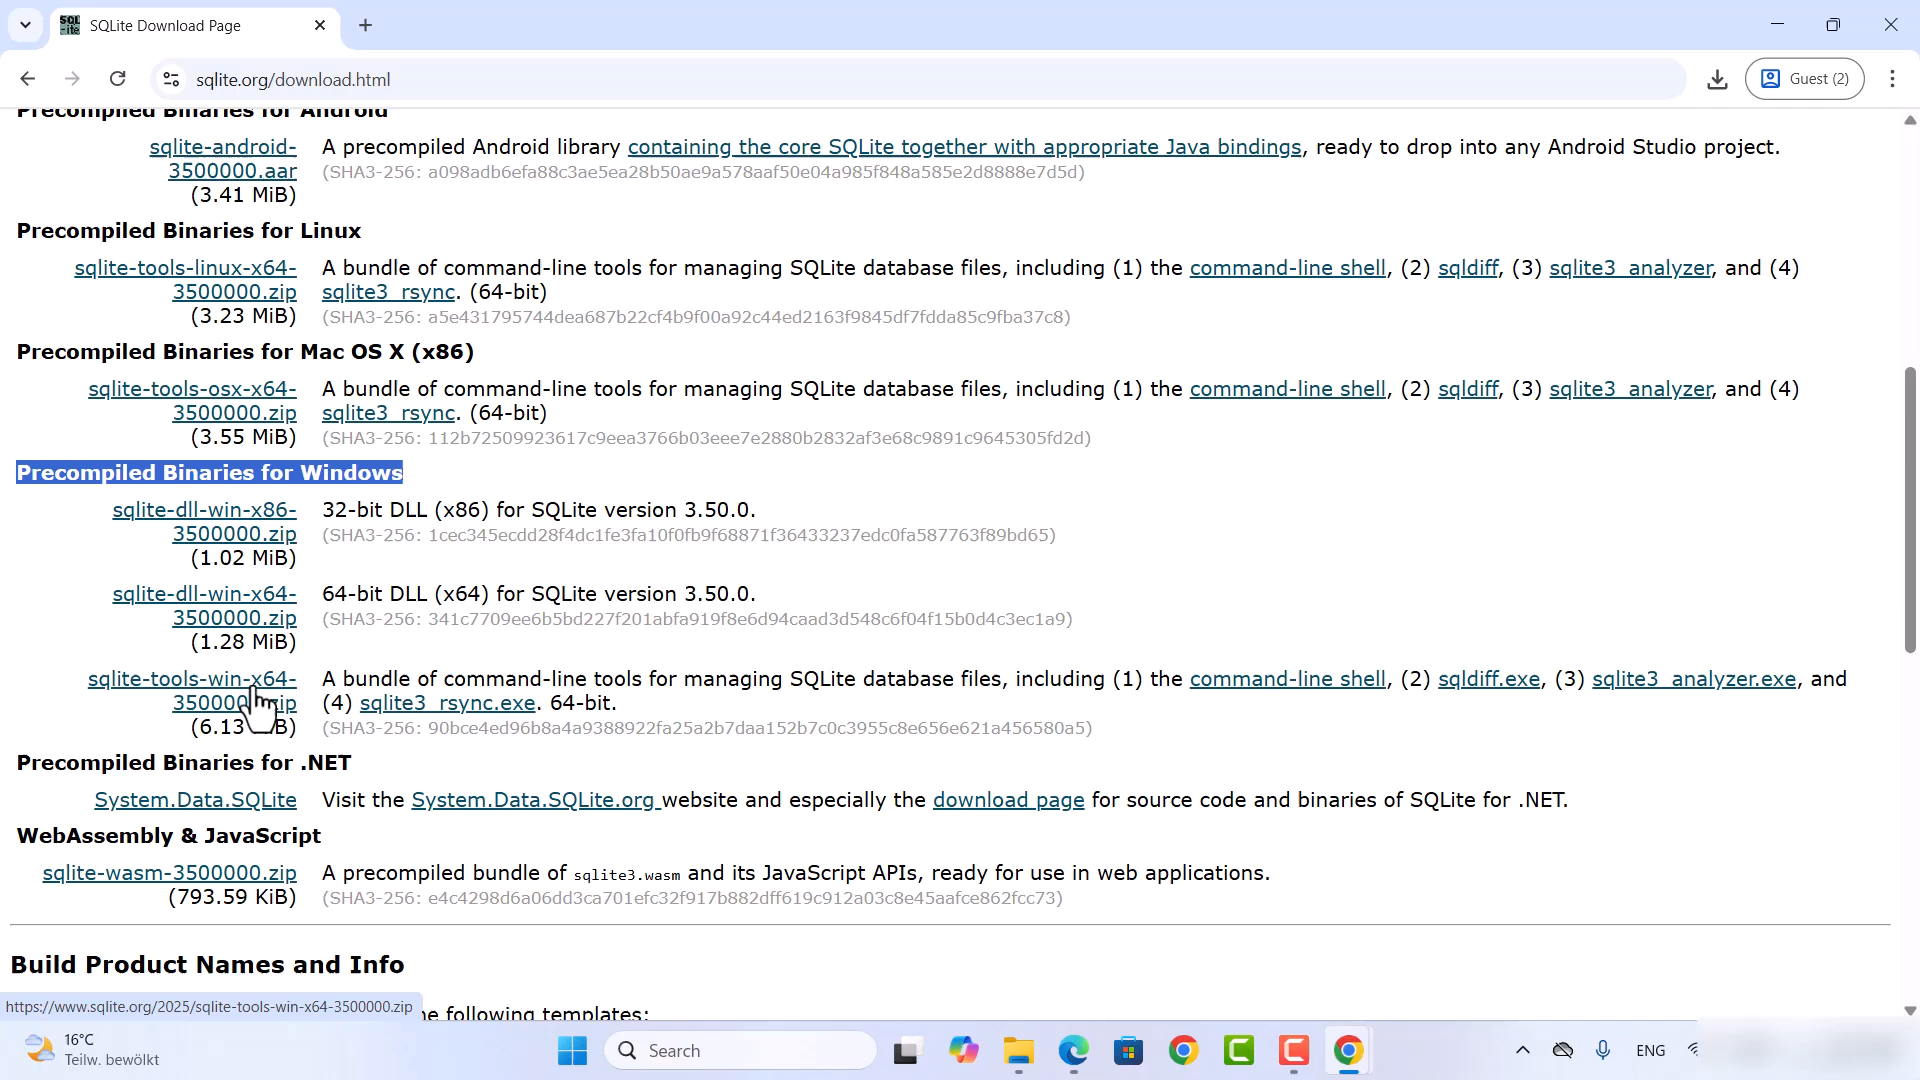 SQLite Download Page
sqlite.org/download.html
Guest (2)
Precompiled Binaries for Android
sqlite-android-
3500000.aar
(3.41 MiB)
A precompiled Android library containing the core SQLite together with appropriate Java bindings, ready to drop into any Android Studio project.
(SHA3-256: a098adb6efa88c3ae5ea28b50ae9a578aaf50e04a985f848a585e2d8888e7d5d)
Precompiled Binaries for Linux
sqlite-tools-linux-x64-
3500000.zip
(3.23 MiB)
A bundle of command-line tools for managing SQLite database files, including (1) the command-line shell, (2) sqldiff, (3) sqlite3_analyzer, and (4)
sqlite3_rsync. (64-bit)
(SHA3-256: a5e431795744dea687b22cf4b9f00a92c44ed2163f9845df7fdda85c9fba37c8)
Precompiled Binaries for Mac OS X (x86)
sqlite-tools-osx-x64-
3500000.zip
(3.55 MiB)
A bundle of command-line tools for managing SQLite database files, including (1) the command-line shell, (2) sqldiff, (3) sqlite3_analyzer, and (4)
sqlite3_rsync. (64-bit)
(SHA3-256: 112b72509923617c9eea3766b03eee7e2880b2832af3e68c9891c9645305fd2d)
Precompiled Binaries for Windows
sqlite-dll-win-x86-
3500000.zip
(1.02 MiB)
32-bit DLL (x86) for SQLite version 3.50.0.
(SHA3-256: 1cec345ecdd28f4dc1fe3fa10f0fb9f68871f36433237edc0fa587763f89bd65)
sqlite-dll-win-x64-
3500000.zip
(1.28 MiB)
64-bit DLL (x64) for SQLite version 3.50.0.
(SHA3-256: 341c7709ee6b5bd227f201abfa919f8e6d94caad3d548c6f04f15b0d4c3ec1a9)
sqlite-tools-win-x64-
35000 zip
(6.13 B)
A bundle of command-line tools for managing SQLite database files, including (1) the command-line shell, (2) sqldiff.exe, (3) sqlite3_analyzer.exe, and
(4) sqlite3_rsync.exe. 64-bit.
(SHA3-256: 90bce4ed96b8a4a9388922fa25a2b7daa152b7c0c3955c8e656e621a456580a5)
Precompiled Binaries for .NET
System.Data.SQLite
Visit the System.Data.SQLite.org website and especially the download page for source code and binaries of SQLite for .NET.
WebAssembly & JavaScript
sqlite-wasm-3500000.zip
(793.59 KiB)
A precompiled bundle of sqlite3.wasm and its JavaScript APIs, ready for use in web applications.
(SHA3-256: e4c4298d6a06dd3ca701efc32f917b882dff619c912a03c8e45aafce862fcc73)
Build Product Names and Info
https://www.sqlite.org/2025/sqlite-tools-win-x64-3500000.zip
he following templates:
16°C
Teilw. bewölkt
Search
ENG